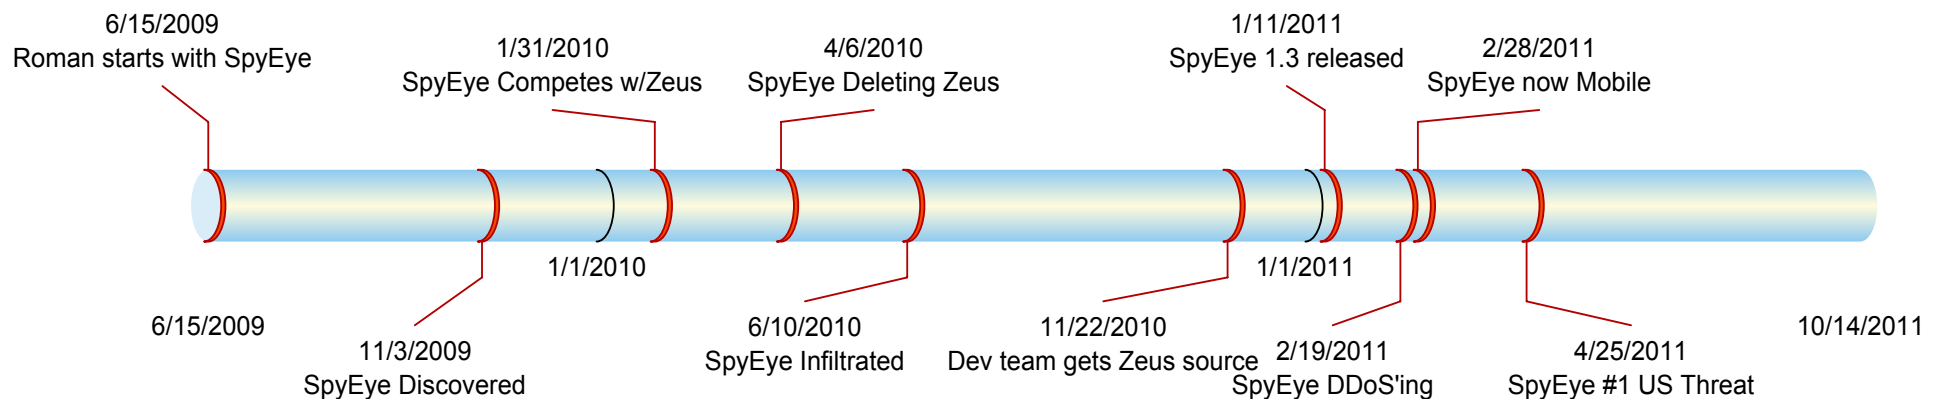 6/15/2009
Roman starts with SpyEye
1/31/2010
SpyEye Competes w/Zeus
4/6/2010
SpyEye Deleting Zeus
1/11/2011
SpyEye 1.3 released
2/28/2011
SpyEye now Mobile
1/1/2010
1/1/2011
6/15/2009
11/3/2009
SpyEye Discovered
6/10/2010
SpyEye Infiltrated
11/22/2010
Dev team gets Zeus source
2/19/2011
SpyEye DDoS'ing
4/25/2011
SpyEye #1 US Threat
10/14/2011